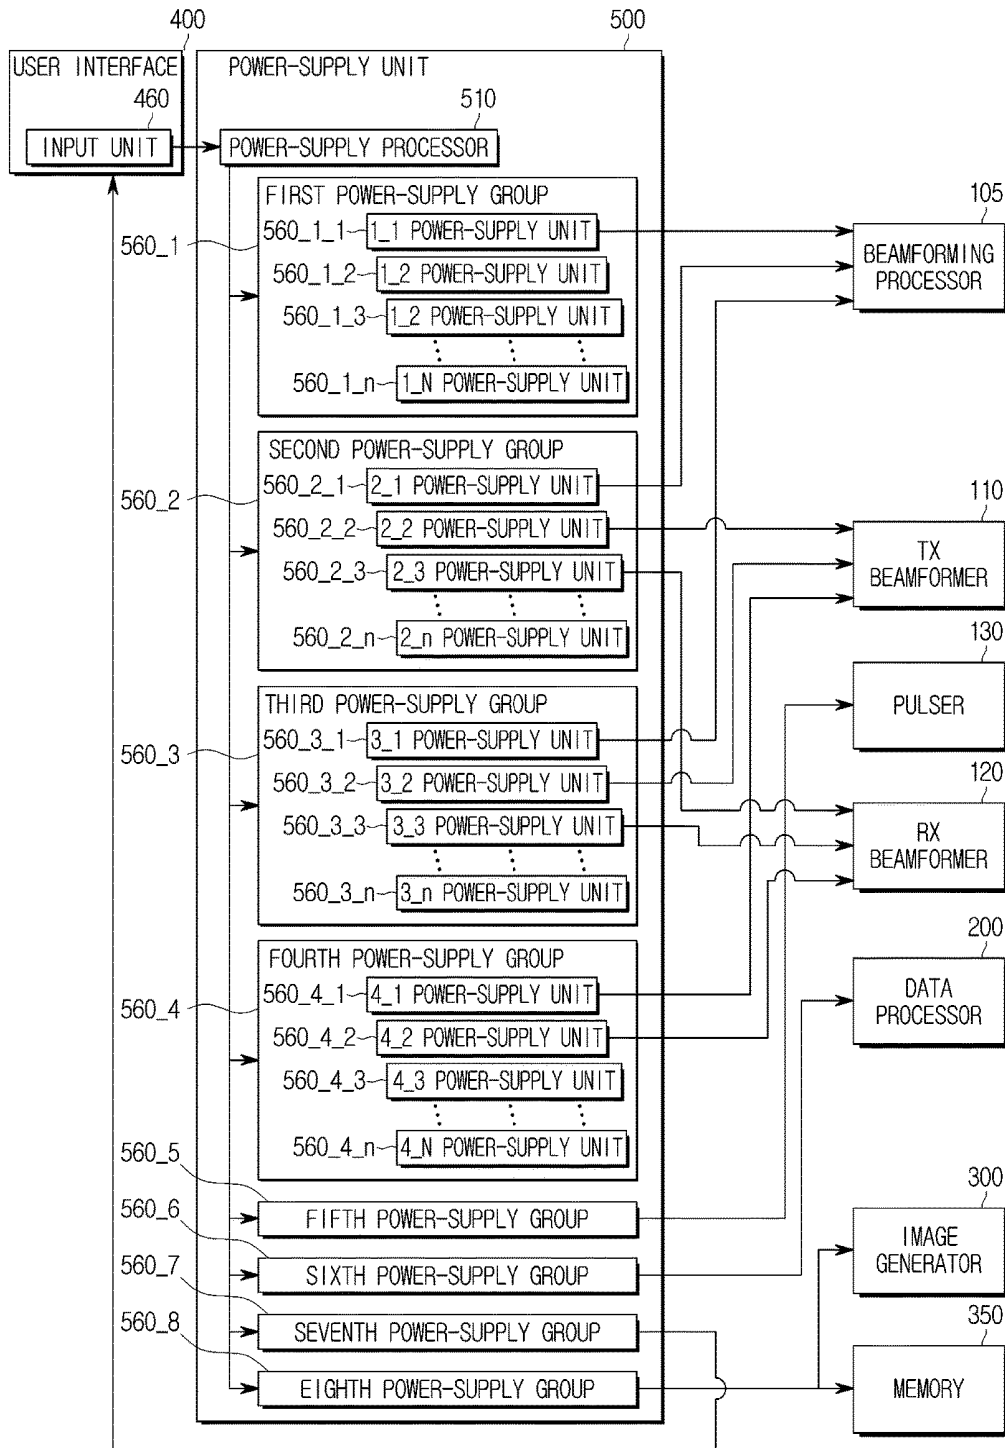 400
500
USER INTERFACE
460
INPUT UNIT
POWER-SUPPLY UNIT
510
POWER-SUPPLY PROCESSOR
560_1
FIRST POWER-SUPPLY GROUP
560_1_1 1_1 POWER-SUPPLY UNIT
560_1_2 1_2 POWER-SUPPLY UNIT
560_1_3 1_2 POWER-SUPPLY UNIT
560_1_n 1_N POWER-SUPPLY UNIT
105
BEAMFORMING
PROCESSOR
560_2
SECOND POWER-SUPPLY GROUP
560_2_1 2_1 POWER-SUPPLY UNIT
560_2_2 2_2 POWER-SUPPLY UNIT
560_2_3 2_3 POWER-SUPPLY UNIT
560_2_n 2_n POWER-SUPPLY UNIT
110
TX
BEAMFORMER
130
PULSER
560_3
THIRD POWER-SUPPLY GROUP
560_3_1 3_1 POWER-SUPPLY UNIT
560_3_2 3_2 POWER-SUPPLY UNIT
560_3_3 3_3 POWER-SUPPLY UNIT
560_3_n 3_n POWER-SUPPLY UNIT
120
RX
BEAMFORMER
560_4
FOURTH POWER-SUPPLY GROUP
560_4_1 4_1 POWER-SUPPLY UNIT
560_4_2 4_2 POWER-SUPPLY UNIT
560_4_3 4_3 POWER-SUPPLY UNIT
560_4_n 4_N POWER-SUPPLY UNIT
200
DATA
PROCESSOR
560_5
FIFTH POWER-SUPPLY GROUP
560_6
SIXTH POWER-SUPPLY GROUP
560_7
SEVENTH POWER-SUPPLY GROUP
560_8
EIGHTH POWER-SUPPLY GROUP
300
IMAGE
GENERATOR
350
MEMORY